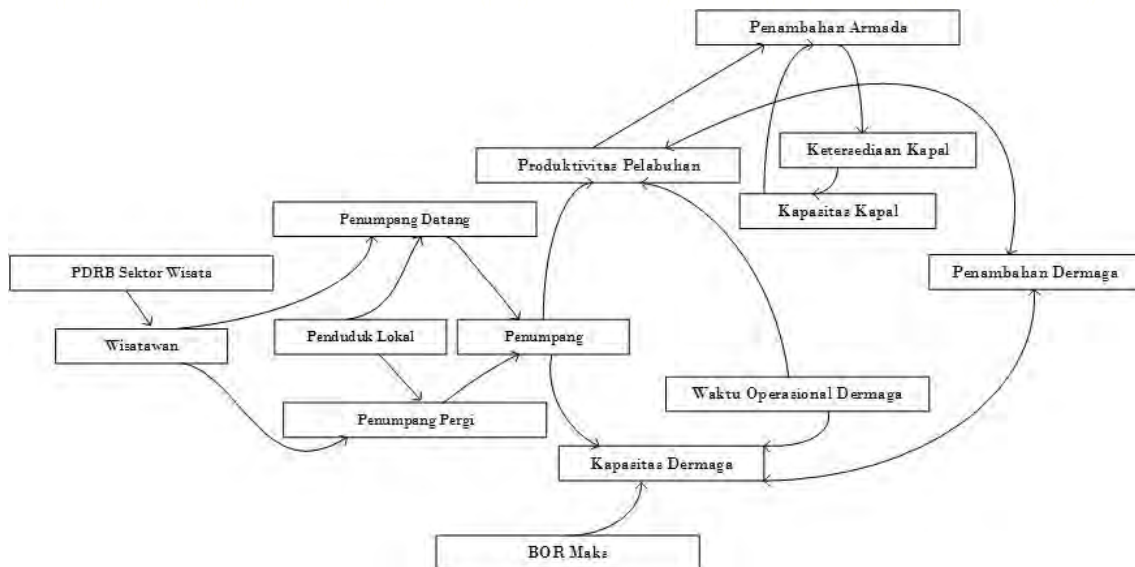 Penambahan Armada
Ketersediaan Kapal
Produktivitas Pelabuhan
Kapasitas Kapal
Penumpang Datang
PDRB Sektor Wisata
Penambahan Dermaga
Penduduk Lokal
Penumpang
Wisatawan
Waktu Operasional Dermaga
Penumpang Pergi
Kapasitas Dermaga
BOR Maks